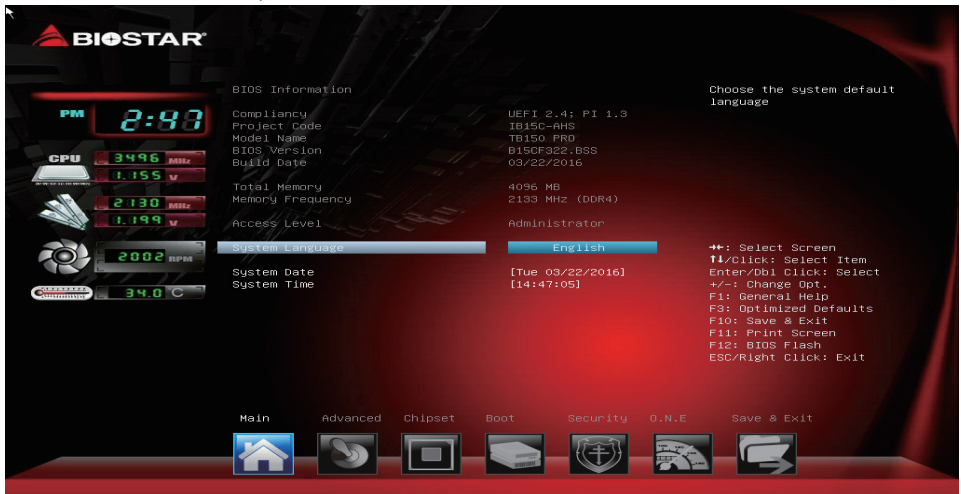 BIOSTAR
BIOS Information
Choose the system default
language
PM 2:47
Compliancy UEFI 2.4; PI 1.3
Project Code IB15C-AHS
Model Name TB150 PRO
BIOS Version B15CF322.BSS
Build Date 03/22/2016
CPU 3496 MHz
1.155 V
Total Memory 4096 MB
Memory Frequency 2133 MHz (DDR4)
2130 MHz
1.199 V
Access Level Administrator
System Language English
2002 RPM
System Date [Tue 03/22/2016]
System Time [14:47:05]
34.0 C
→←: Select Screen
↑↓/Click: Select Item
Enter/Dbl Click: Select
+/-: Change Opt.
F1: General Help
F3: Optimized Defaults
F10: Save & Exit
F11: Print Screen
F12: BIOS Flash
ESC/Right Click: Exit
Main Advanced Chipset Boot Security O.N.E Save & Exit